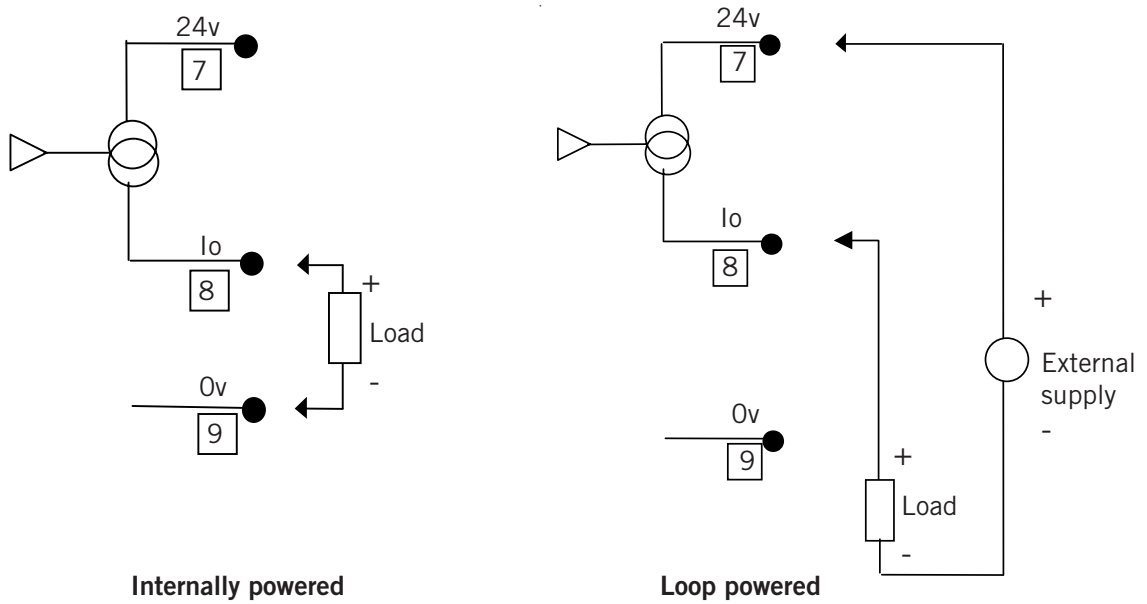 24v
7
Io
8
+
Load
-
0v
9
Internally powered
24v
7
Io
8
0v
9
+
Load
-
+
External
supply
-
Loop powered